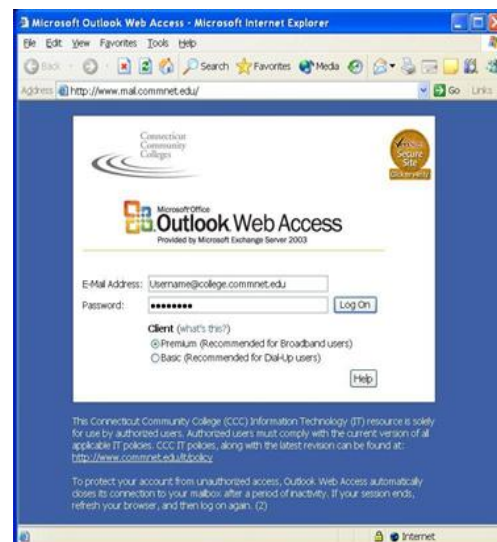 Microsoft Outlook Web Access - Microsoft Internet Explorer
File Edit View Favorites Tools Help
Back Search Favorites Media
Address http://www.mail.commnet.edu/ Go Links
Connecticut
Community
Colleges
Secure
Site
Click to verify
Microsoft Office
Outlook Web Access
Provided by Microsoft Exchange Server 2003
E-Mail Address: Username@college.commnet.edu
Password: •••••••• Log On
Client (what's this?)
Premium (Recommended for Broadband users)
Basic (Recommended for Dial-Up users)
Help
This Connecticut Community College (CCC) Information Technology (IT) resource is solely
for use by authorized users. Authorized users must comply with the current version of all
applicable IT policies. CCC IT policies, along with the latest revision can be found at:
http://www.commnet.edu/it/policy
To protect your account from unauthorized access, Outlook Web Access automatically
closes its connection to your mailbox after a period of inactivity. If your session ends,
refresh your browser, and then log on again. (2)
Internet